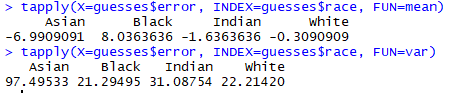 > tapply(X=guesses$error, INDEX=guesses$race, FUN=mean)
Asian Black Indian White
-6.9909091 8.0363636 -1.6363636 -0.3090909
> tapply(X=guesses$error, INDEX=guesses$race, FUN=var)
Asian Black Indian White
97.49533 21.29495 31.08754 22.21420